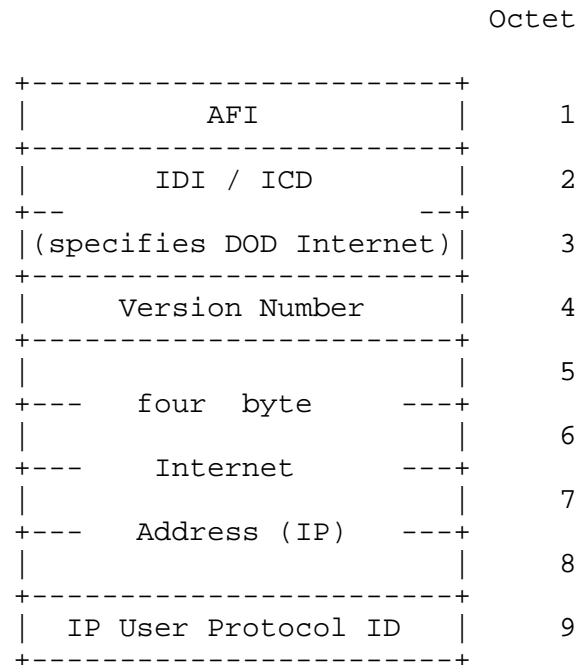 Octet
+-------------------------+
| AFI | 1
+-------------------------+
| IDI / ICD | 2
+-- --+
|(specifies DOD Internet)| 3
+-------------------------+
| Version Number | 4
+-------------------------+
| | 5
+--- four byte ---+
| | 6
+--- Internet ---+
| | 7
+--- Address (IP) ---+
| | 8
+-------------------------+
| IP User Protocol ID | 9
+-------------------------+